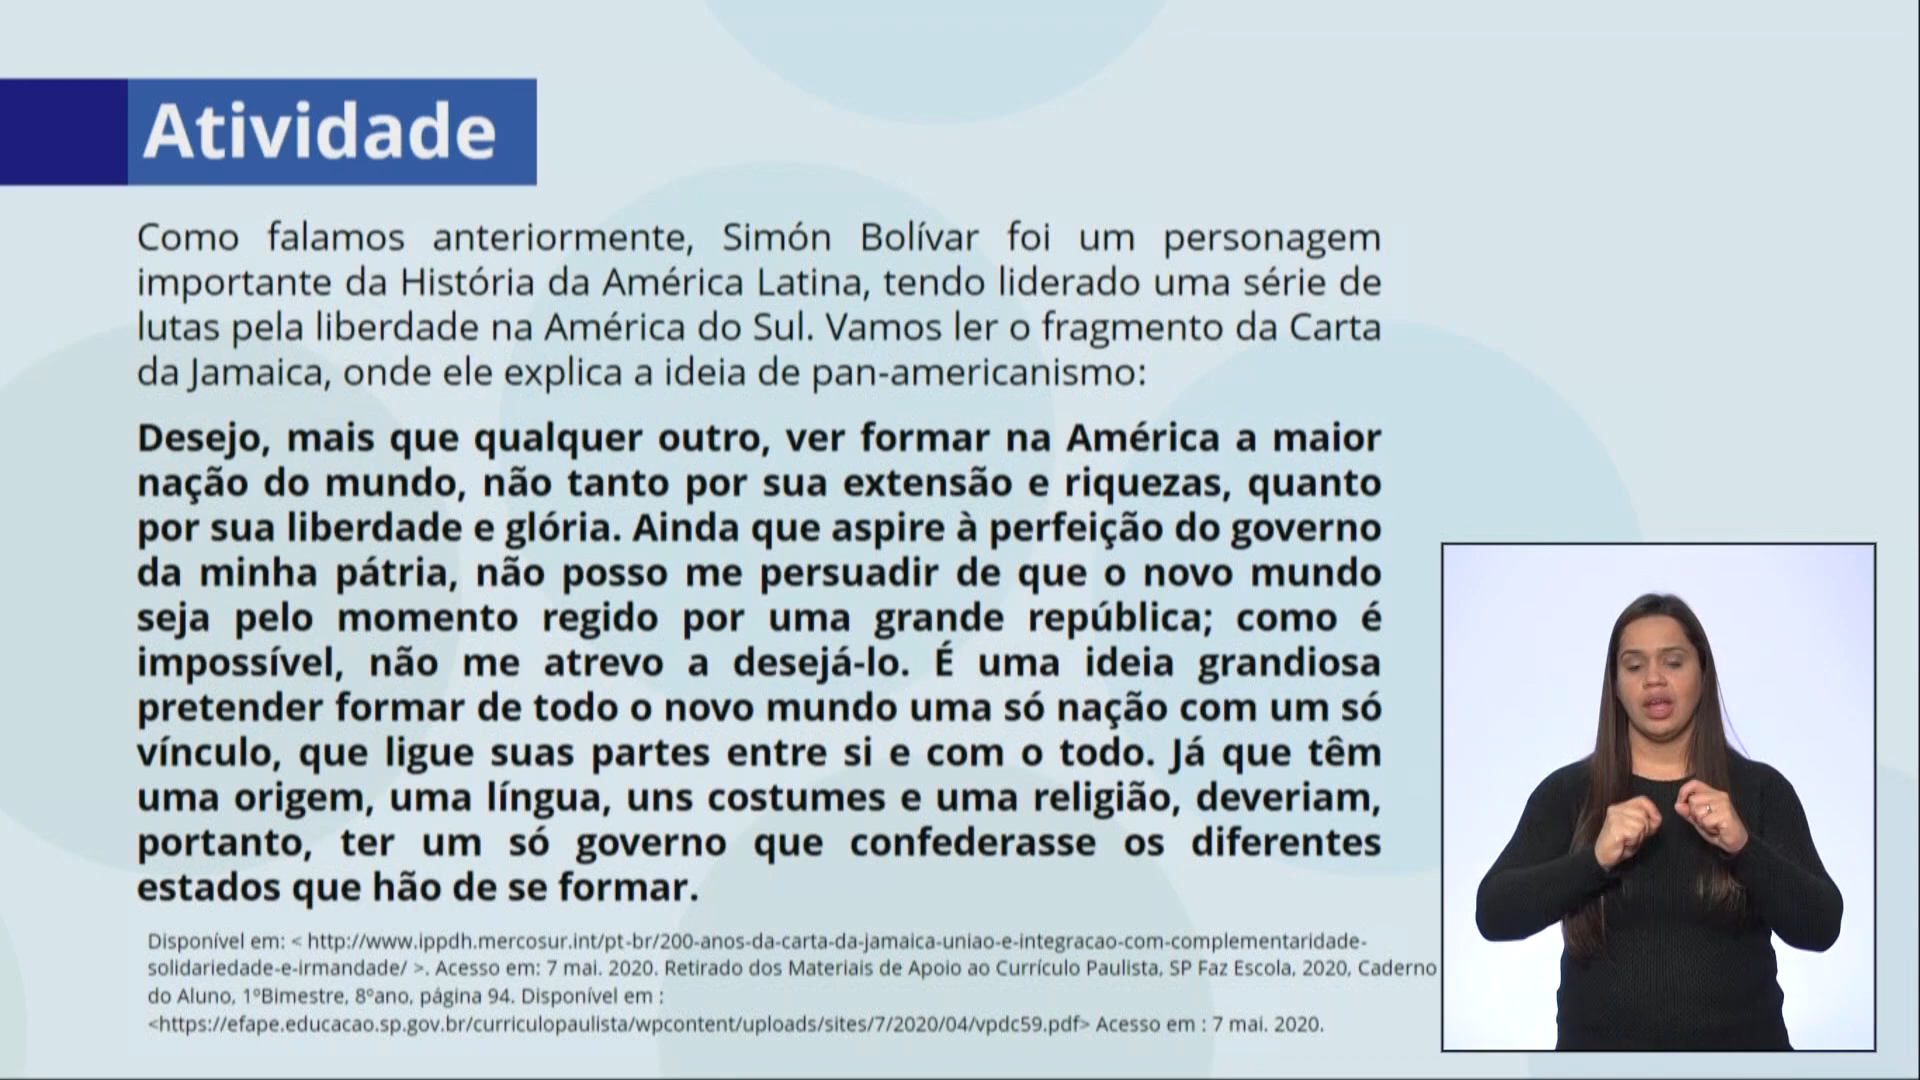 Atividade
Como falamos anteriormente, Simón Bolívar foi um personagem
importante da História da América Latina, tendo liderado uma série de
lutas pela liberdade na América do Sul. Vamos ler o fragmento da Carta
da Jamaica, onde ele explica a ideia de pan-americanismo:
Desejo, mais que qualquer outro, ver formar na América a maior
nação do mundo, não tanto por sua extensão e riquezas, quanto
por sua liberdade e glória. Ainda que aspire à perfeição do governo
da minha pátria, não posso me persuadir de que o novo mundo
seja pelo momento regido por uma grande república; como é
impossível, não me atrevo a desejá-lo. É uma ideia grandiosa
pretender formar de todo o novo mundo uma só nação com um só
vínculo, que ligue suas partes entre si e com o todo. Já que têm
uma origem, uma língua, uns costumes e uma religião, deveriam,
portanto, ter um só governo que confederasse os diferentes
estados que hão de se formar.
Disponível em: < http://www.ippdh.mercosur.int/pt-br/200-anos-da-carta-da-jamaica-uniao-e-integracao-com-complementaridade-
solidariedade-e-irmandade/ >. Acesso em: 7 mai. 2020. Retirado dos Materiais de Apoio ao Currículo Paulista, SP Faz Escola, 2020, Caderno
do Aluno, 1ºBimestre, 8ºano, página 94. Disponível em :
<https://efape.educacao.sp.gov.br/curriculopaulista/wpcontent/uploads/sites/7/2020/04/vpdc59.pdf> Acesso em : 7 mai. 2020.